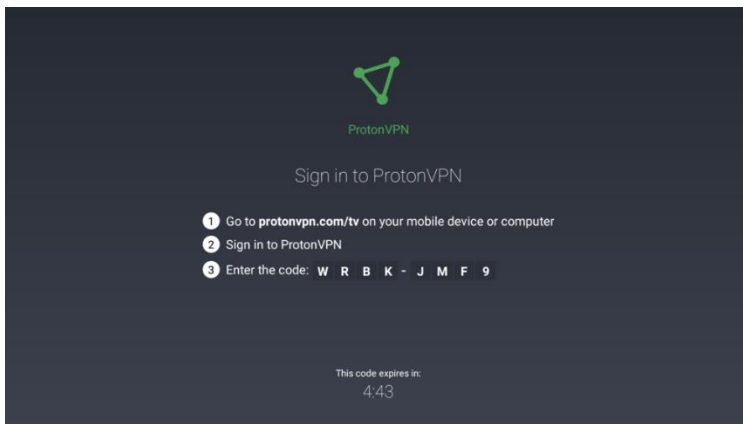 ProtonVPN
Sign in to ProtonVPN
1 Go to protonvpn.com/tv on your mobile device or computer
2 Sign in to ProtonVPN
3 Enter the code: W R B K - J M F 9
This code expires in:
4:43